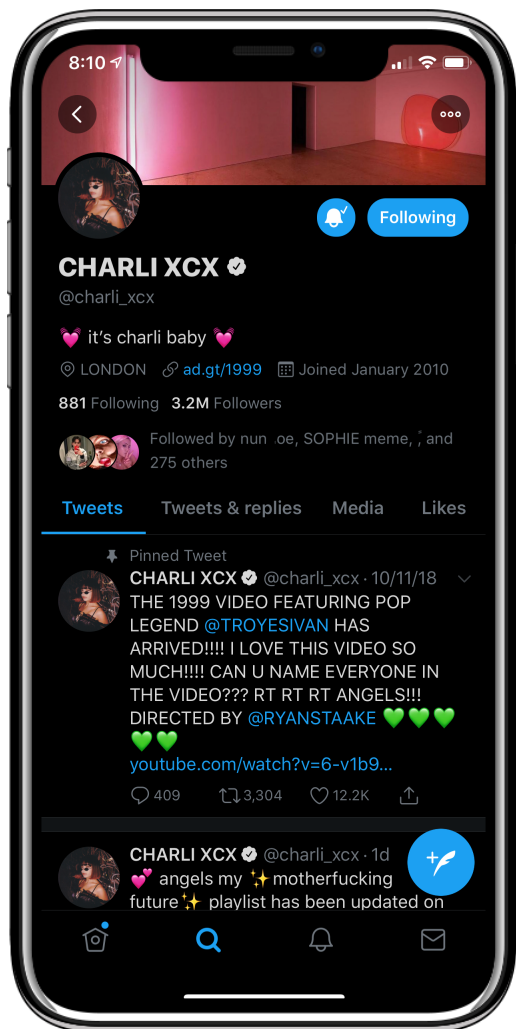 8:10
Following
CHARLI XCX
@charli_xcx
💓 it's charli baby 💓
LONDON ad.gt/1999 Joined January 2010
881 Following 3.2M Followers
Followed by nun oe, SOPHIE meme, , and
275 others
Tweets Tweets & replies Media Likes
Pinned Tweet
CHARLI XCX @charli_xcx · 10/11/18
THE 1999 VIDEO FEATURING POP
LEGEND @TROYESIVAN HAS
ARRIVED!!!! I LOVE THIS VIDEO SO
MUCH!!!! CAN U NAME EVERYONE IN
THE VIDEO??? RT RT RT ANGELS!!!
DIRECTED BY @RYANSTAAKE 💚💚💚
💚💚
youtube.com/watch?v=6-v1b9...
409 3,304 12.2K
CHARLI XCX @charli_xcx · 1d
💕 angels my ✨motherfucking
future✨ playlist has been updated on